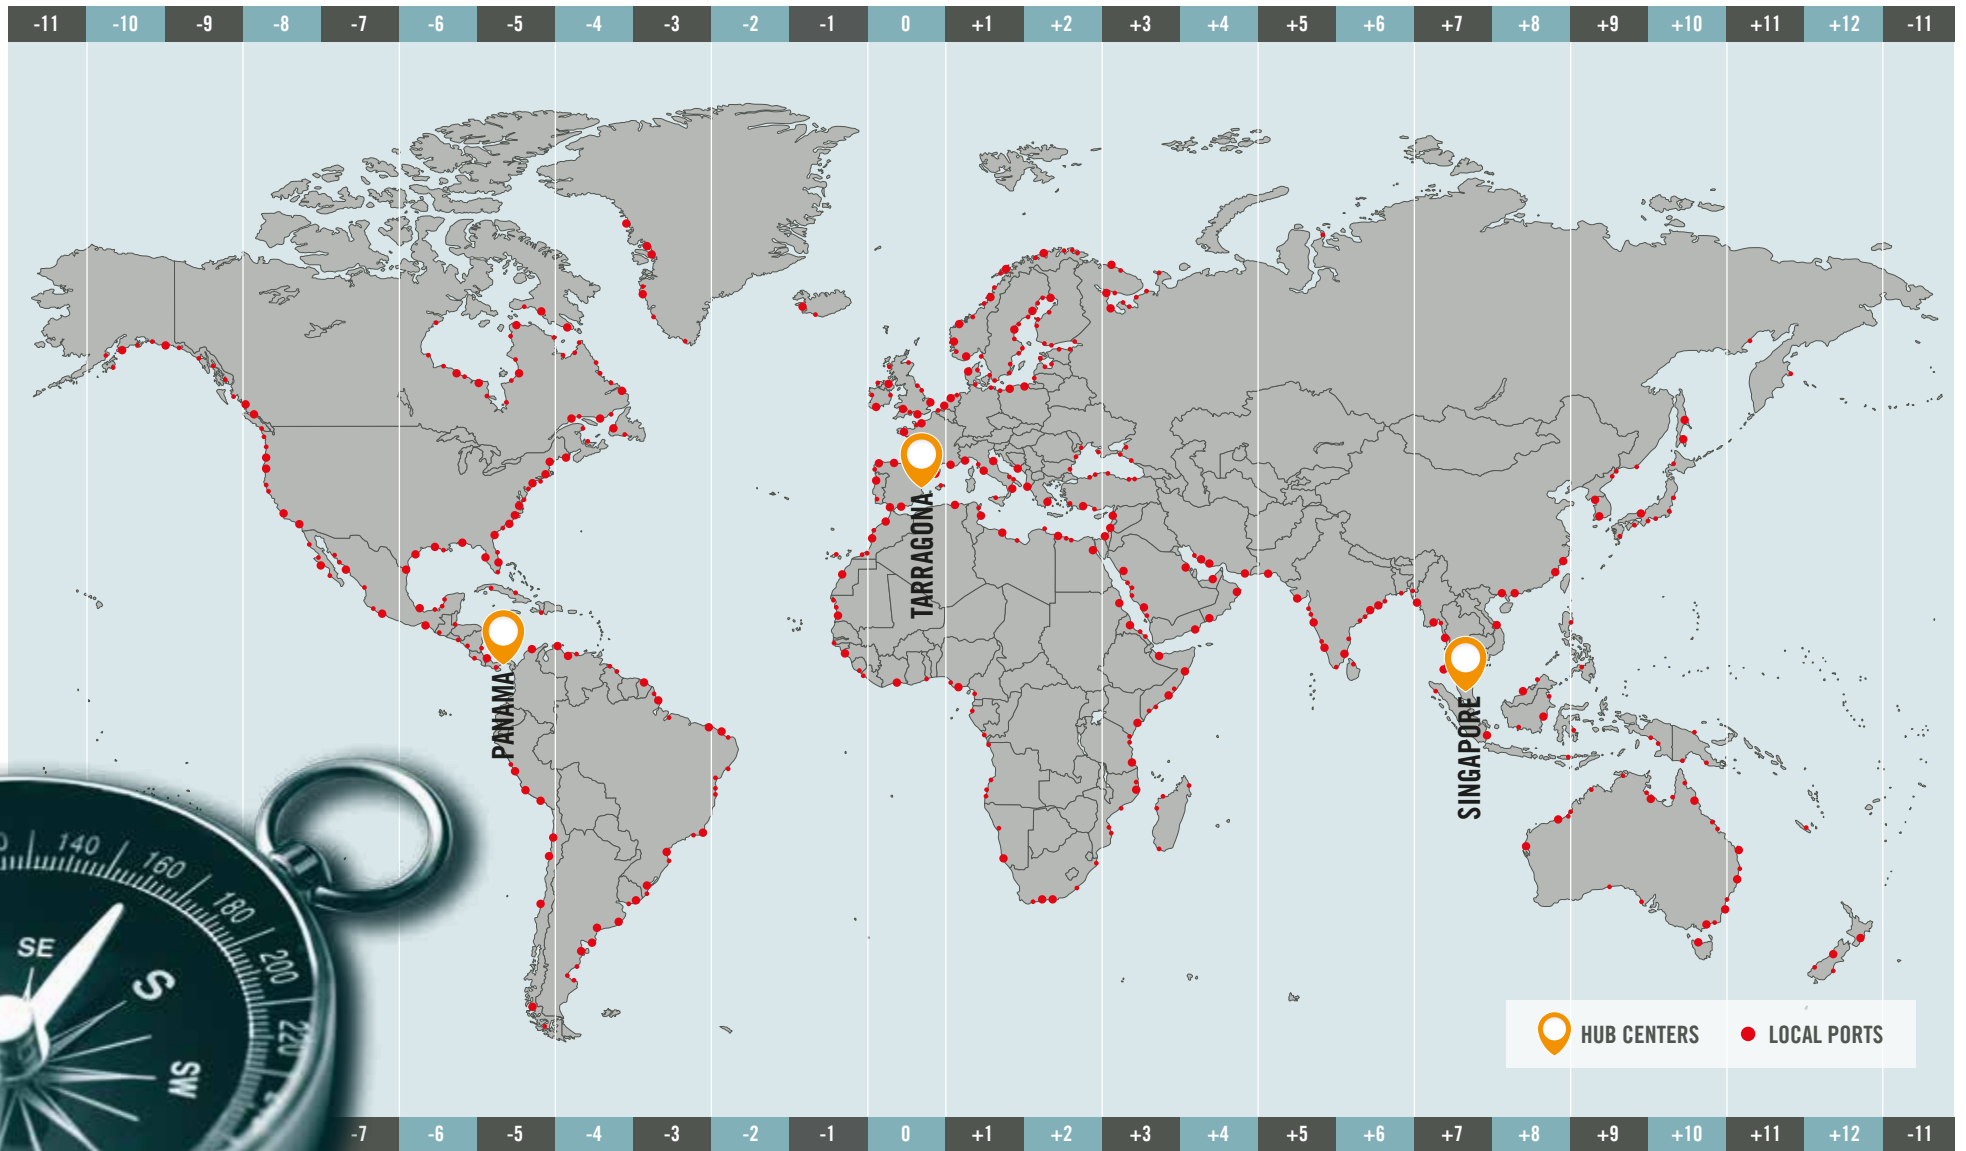 -11 -10 -9 -8 -7 -6 -5 -4 -3 -2 -1 0 +1 +2 +3 +4 +5 +6 +7 +8 +9 +10 +11 +12 -11
TARRAGONA
PANAMA
SINGAPORE
140
160
180
200
220
SE
S
SW
HUB CENTERS
LOCAL PORTS
-7 -6 -5 -4 -3 -2 -1 0 +1 +2 +3 +4 +5 +6 +7 +8 +9 +10 +11 +12 -11